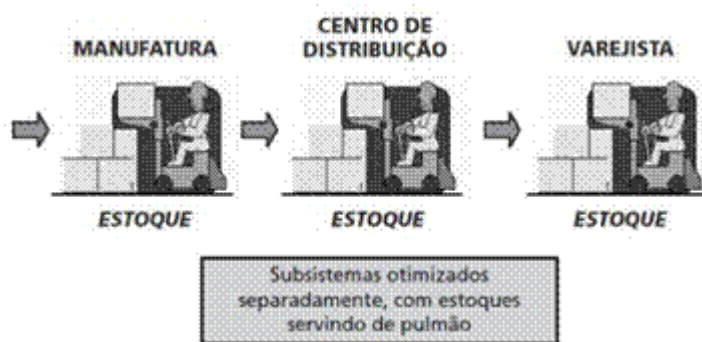 MANUFATURA
CENTRO DE
DISTRIBUIÇÃO
VAREJISTA
ESTOQUE
ESTOQUE
ESTOQUE
Subsistemas otimizados
separadamente, com estoques
servindo de pulmão